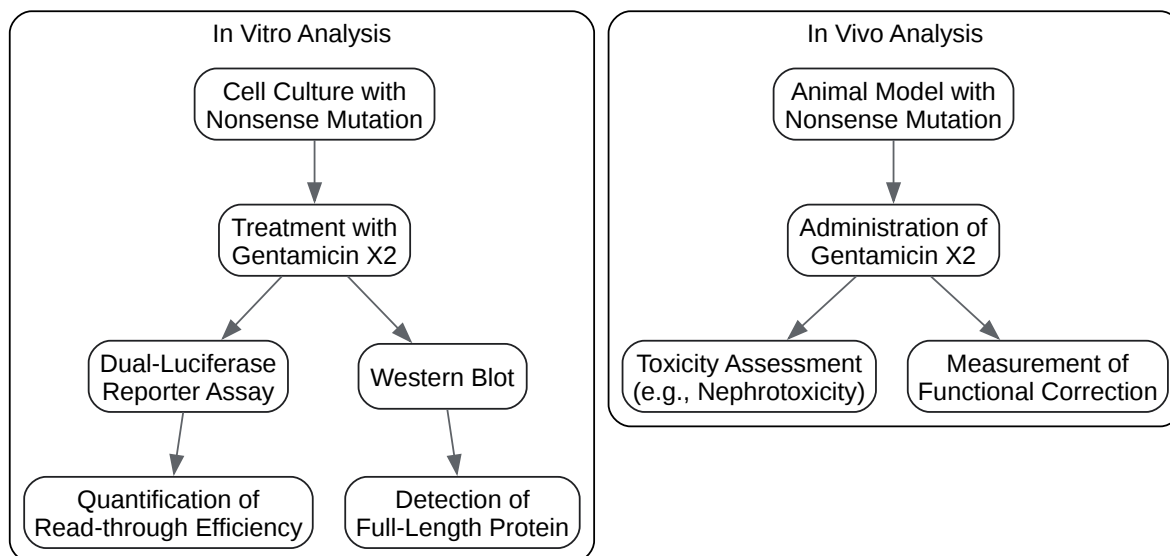 In Vitro Analysis
Cell Culture with
Nonsense Mutation
Treatment with
Gentamicin X2
Dual-Luciferase
Reporter Assay
Western Blot
Quantification of
Read-through Efficiency
Detection of
Full-Length Protein
In Vivo Analysis
Animal Model with
Nonsense Mutation
Administration of
Gentamicin X2
Toxicity Assessment
(e.g., Nephrotoxicity)
Measurement of
Functional Correction